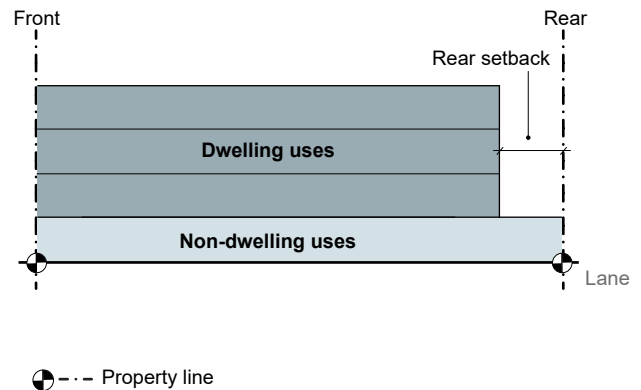 Front
Rear
Rear setback
Dwelling uses
Non-dwelling uses
Lane
Property line